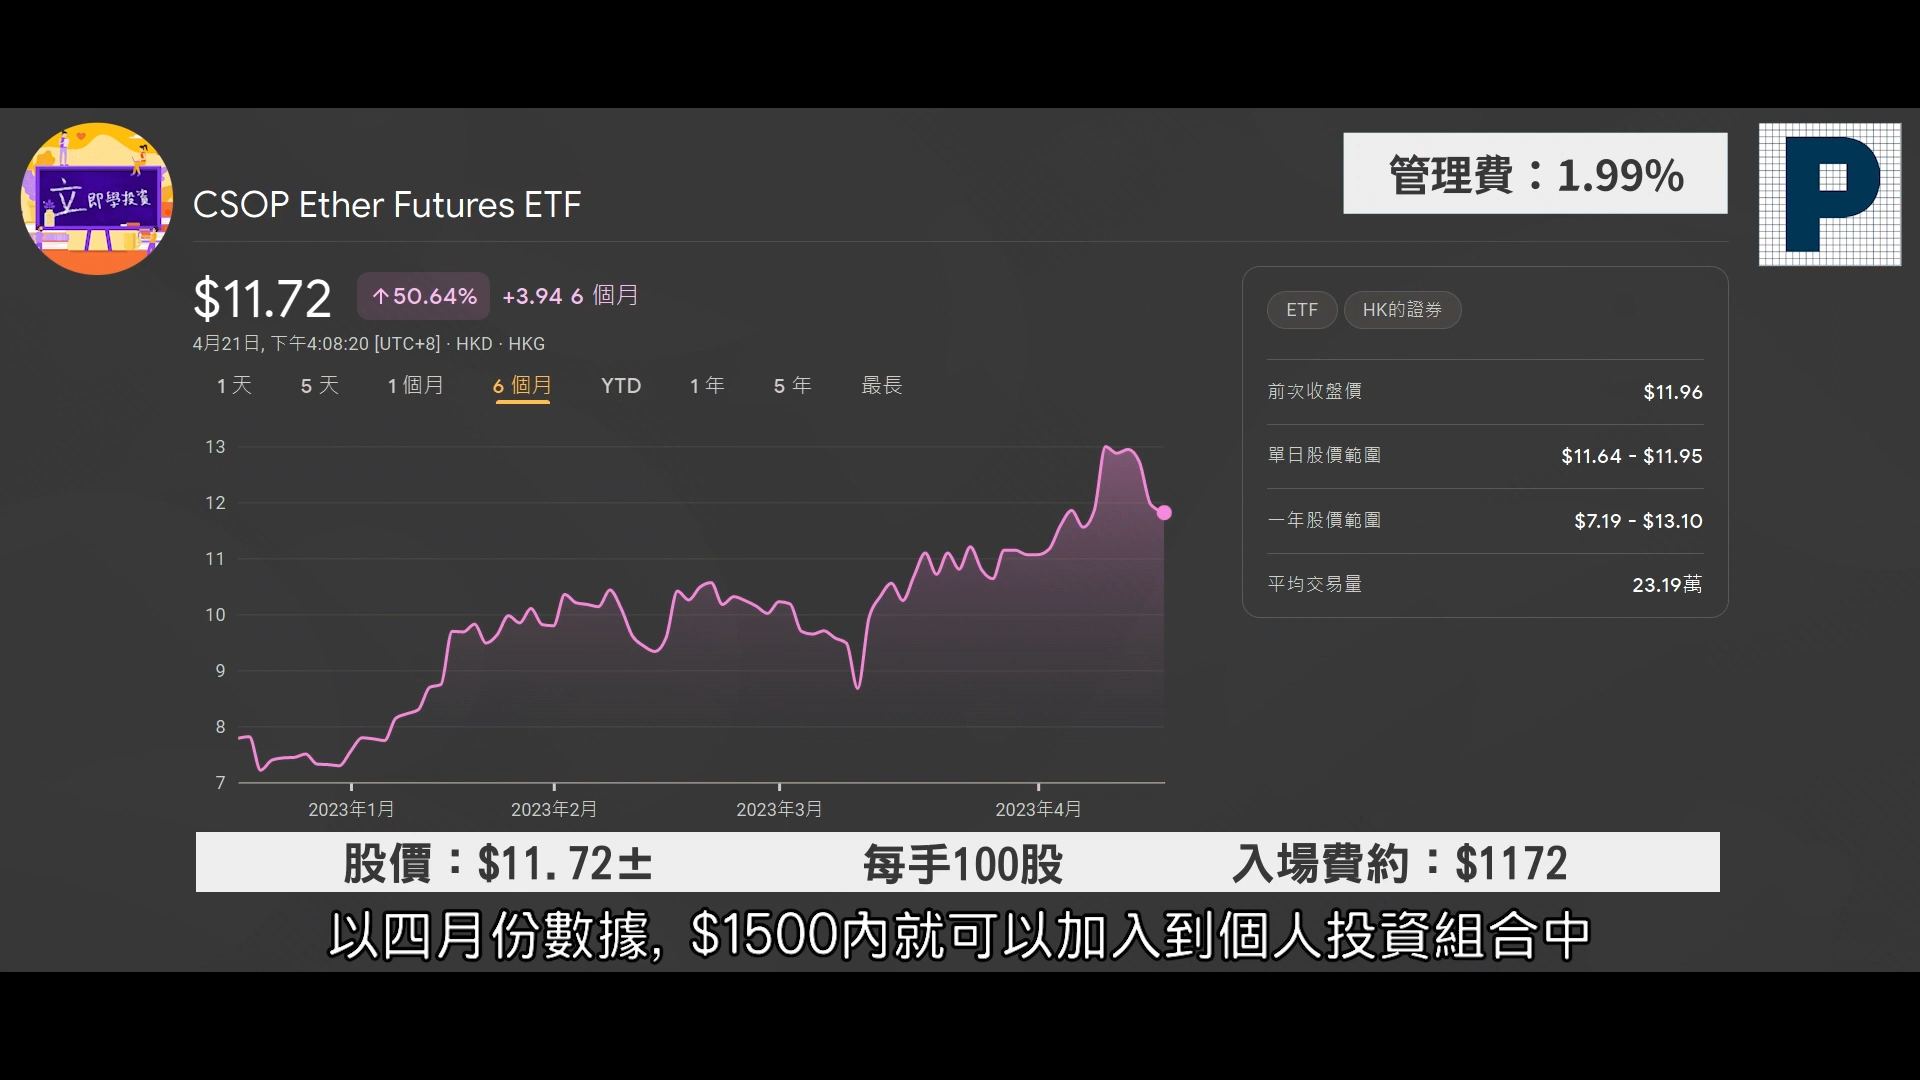 管理費：1.99%
P
立即學投資
CSOP Ether Futures ETF
$11.72 ↑50.64% +3.94 6 個月
4月21日, 下午4:08:20 [UTC+8] · HKD · HKG
1 天 5 天 1 個月 6 個月 YTD 1 年 5 年 最長
ETF HK的證券
前次收盤價 $11.96
單日股價範圍 $11.64 - $11.95
一年股價範圍 $7.19 - $13.10
平均交易量 23.19萬
13
12
11
10
9
8
7
2023年1月 2023年2月 2023年3月 2023年4月
股價：$11.72± 每手100股 入場費約：$1172
以四月份數據, $1500內就可以加入到個人投資組合中